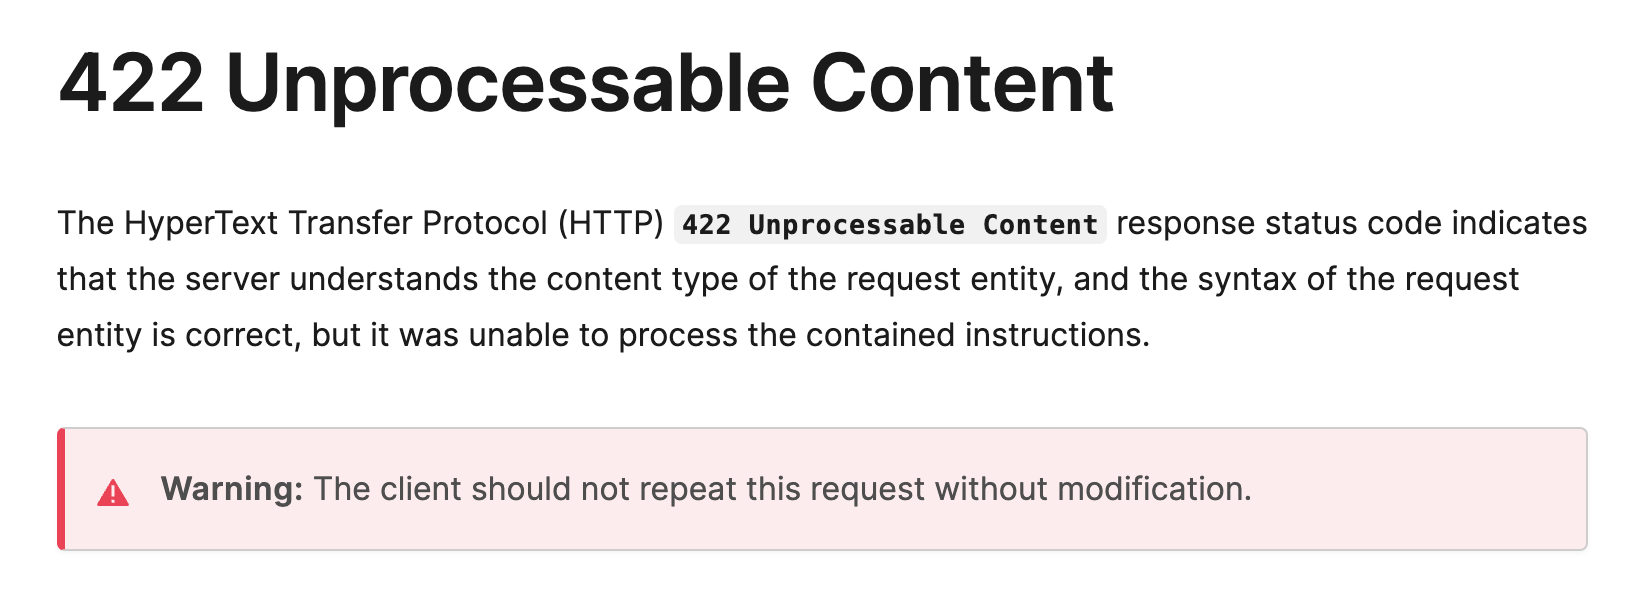 422 Unprocessable Content
The HyperText Transfer Protocol (HTTP) 422 Unprocessable Content response status code indicates
that the server understands the content type of the request entity, and the syntax of the request
entity is correct, but it was unable to process the contained instructions.
Warning: The client should not repeat this request without modification.